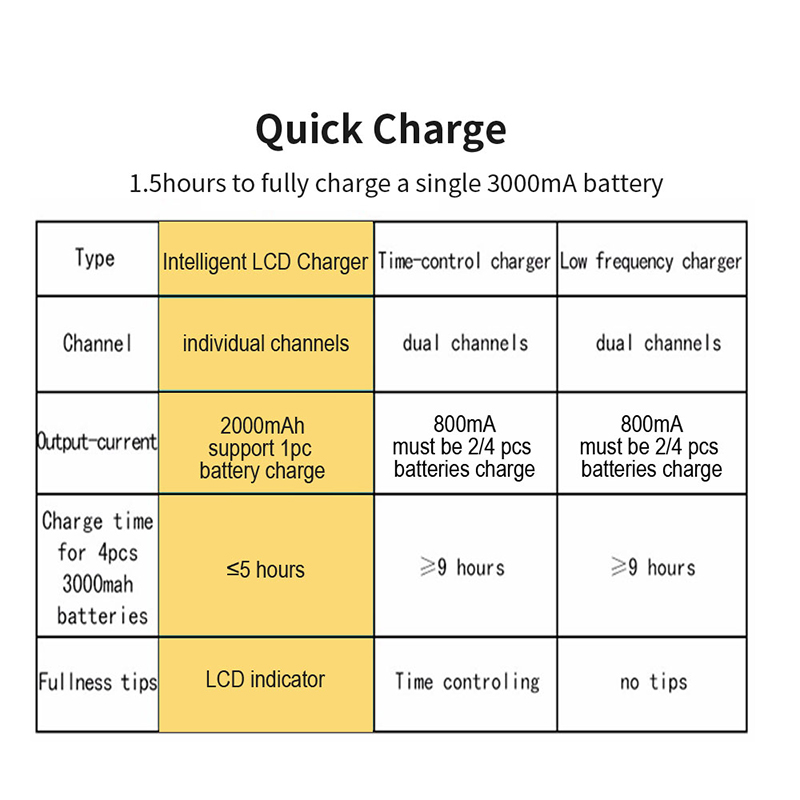 Quick Charge
1.5hours to fully charge a single 3000mA battery
Type
Intelligent LCD Charger
Time-control charger
Low frequency charger
Channel
individual channels
dual channels
dual channels
Output-current
2000mAh
support 1pc
battery charge
800mA
must be 2/4 pcs
batteries charge
800mA
must be 2/4 pcs
batteries charge
Charge time
for 4pcs
3000mah
batteries
≤5 hours
⩾9 hours
⩾9 hours
Fullness tips
LCD indicator
Time controling
no tips